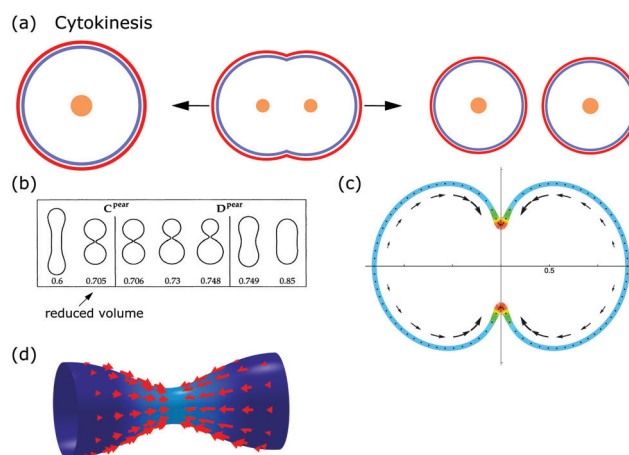 (a) Cytokinesis
(b)
C^pear D^pear
0.6 0.705 0.706 0.73 0.748 0.749 0.85
reduced volume
(c)
0.5
(d)